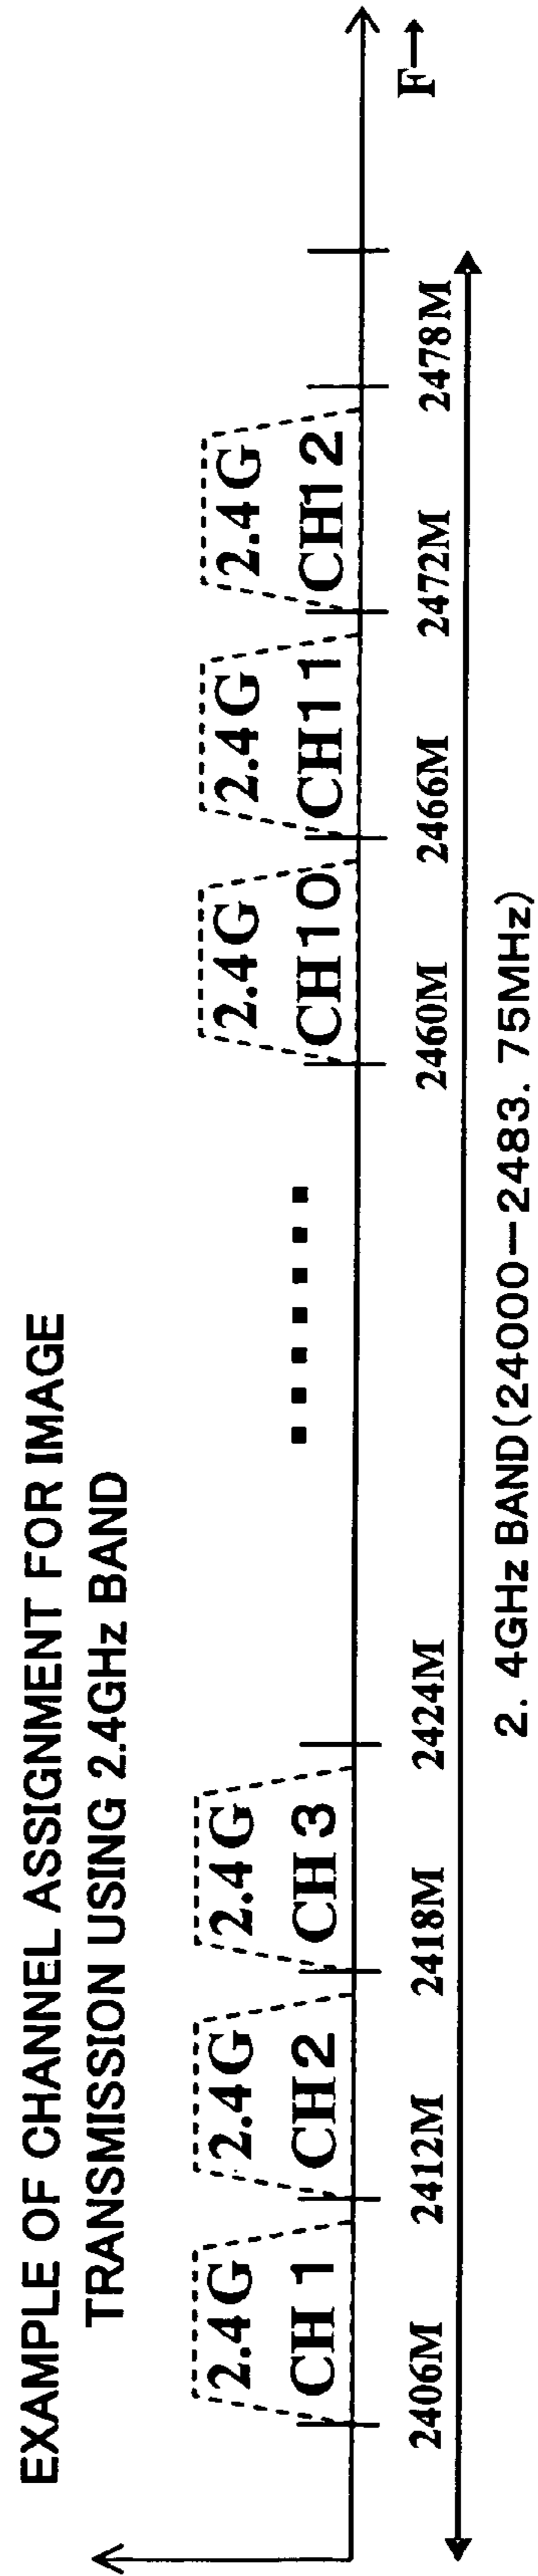 EXAMPLE OF CHANNEL ASSIGNMENT FOR IMAGE
TRANSMISSION USING 2.4GHz BAND
2.4G 2.4G 2.4G 2.4G 2.4G 2.4G
CH 1 CH2 CH 3 CH10 CH11 CH12
2406M 2412M 2418M 2424M 2460M 2466M 2472M 2478M
F→
2. 4GHz BAND(24000－2483. 75MHz)